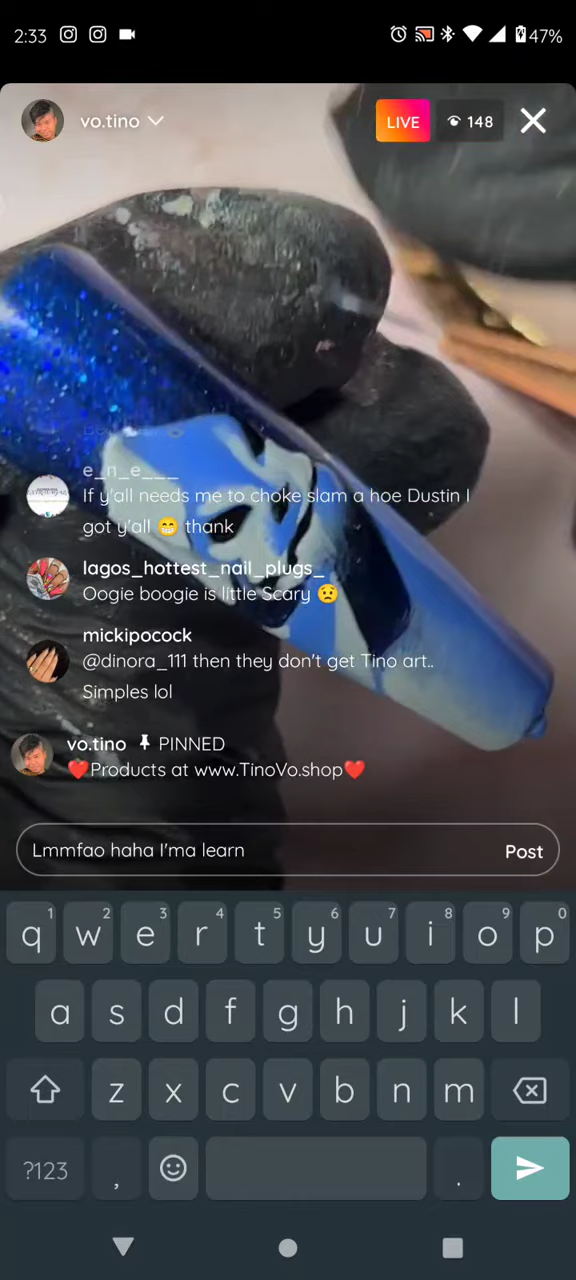 2:33
47%
vo.tino
LIVE
148
e_n_e___
If y'all needs me to choke slam a hoe Dustin I
got y'all 😁 thank
lagos_hottest_nail_plugs_
Oogie boogie is little Scary 😟
mickipocock
@dinora_111 then they don't get Tino art..
Simples lol
vo.tino PINNED
❤️Products at www.TinoVo.shop❤️
Lmmfao haha I'ma learn
Post
1 2 3 4 5 6 7 8 9 0
q w e r t y u i o p
a s d f g h j k l
z x c v b n m
?123 , .